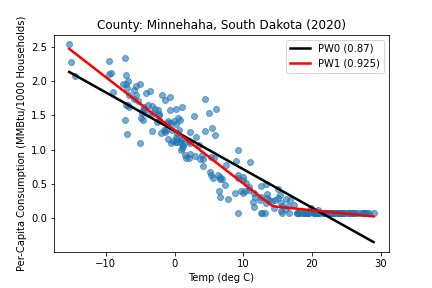 County: Minnehaha, South Dakota (2020)
Per-Capita Consumption (MMBtu/1000 Households)
2.5
2.0
1.5
1.0
0.5
0.0
PW0 (0.87)
PW1 (0.925)
−10 0 10 20 30
Temp (deg C)